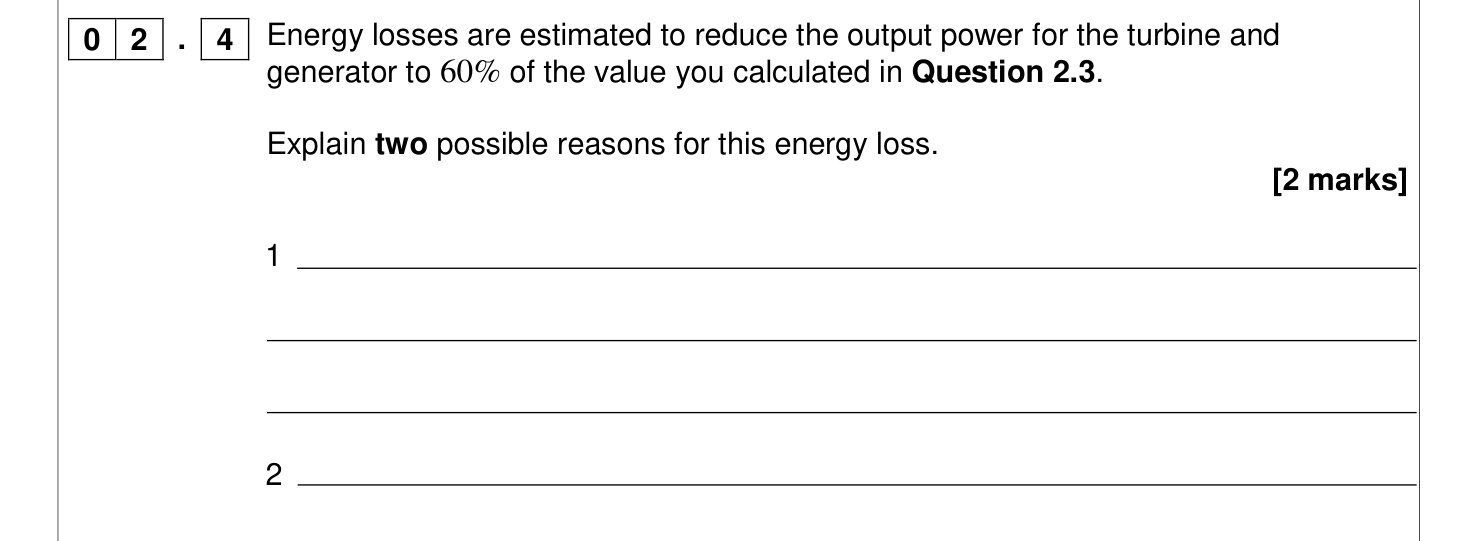 0 2 . 4 Energy losses are estimated to reduce the output power for the turbine and
generator to 60% of the value you calculated in Question 2.3.
Explain two possible reasons for this energy loss.
[2 marks]
1
2